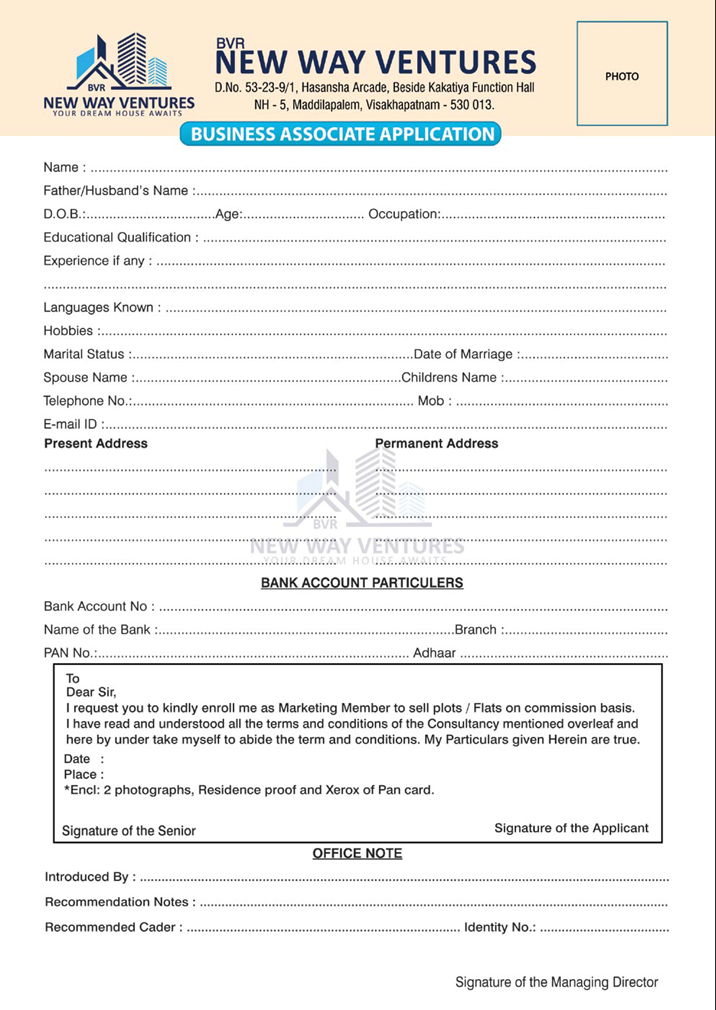 BVR
NEW WAY VENTURES
YOUR DREAM HOUSE AWAITS
BVR
NEW WAY VENTURES
D.No. 53-23-9/1, Hasansha Arcade, Beside Kakatiya Function Hall
NH - 5, Maddilapalem, Visakhapatnam - 530 013.
PHOTO
BUSINESS ASSOCIATE APPLICATION
Name :
Father/Husband's Name :
D.O.B.: Age: Occupation:
Educational Qualification :
Experience if any :
Languages Known :
Hobbies :
Marital Status : Date of Marriage :
Spouse Name : Childrens Name :
Telephone No.: Mob :
E-mail ID :
Present Address Permanent Address
BVR
NEW WAY VENTURES
YOUR DREAM HOUSE AWAITS
BANK ACCOUNT PARTICULERS
Bank Account No :
Name of the Bank : Branch :
PAN No.: Adhaar
To
Dear Sir,
I request you to kindly enroll me as Marketing Member to sell plots / Flats on commission basis.
I have read and understood all the terms and conditions of the Consultancy mentioned overleaf and
here by under take myself to abide the term and conditions. My Particulars given Herein are true.
Date :
Place :
*Encl: 2 photographs, Residence proof and Xerox of Pan card.
Signature of the Senior Signature of the Applicant
OFFICE NOTE
Introduced By :
Recommendation Notes :
Recommended Cader : Identity No.:
Signature of the Managing Director